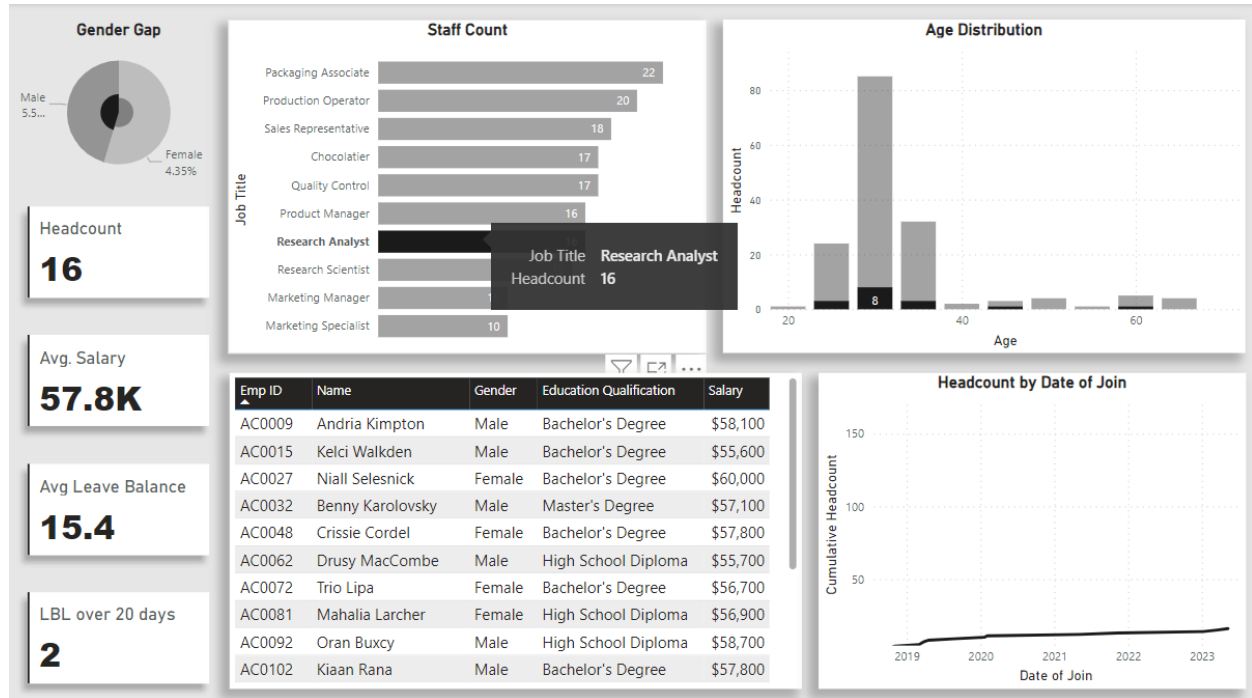 Gender Gap
Male
5.5...
Female
4.35%
Headcount
16
Avg. Salary
57.8K
Avg Leave Balance
15.4
LBL over 20 days
2
Staff Count
Job Title
Packaging Associate 22
Production Operator 20
Sales Representative 18
Chocolatier 17
Quality Control 17
Product Manager 16
Research Analyst
Research Scientist
Marketing Manager
Marketing Specialist 10
Job Title Research Analyst
Headcount 16
Age Distribution
Headcount
80
60
40
20
0
8
20 40 60
Age
Emp ID Name Gender Education Qualification Salary
AC0009 Andria Kimpton Male Bachelor's Degree $58,100
AC0015 Kelci Walkden Male Bachelor's Degree $55,600
AC0027 Niall Selesnick Female Bachelor's Degree $60,000
AC0032 Benny Karolovsky Male Master's Degree $57,100
AC0048 Crissie Cordel Female Bachelor's Degree $57,800
AC0062 Drusy MacCombe Male High School Diploma $55,700
AC0072 Trio Lipa Female Bachelor's Degree $56,700
AC0081 Mahalia Larcher Female High School Diploma $56,900
AC0092 Oran Buxcy Male High School Diploma $58,700
AC0102 Kiaan Rana Male Bachelor's Degree $57,800
Headcount by Date of Join
Cumulative Headcount
150
100
50
2019 2020 2021 2022 2023
Date of Join